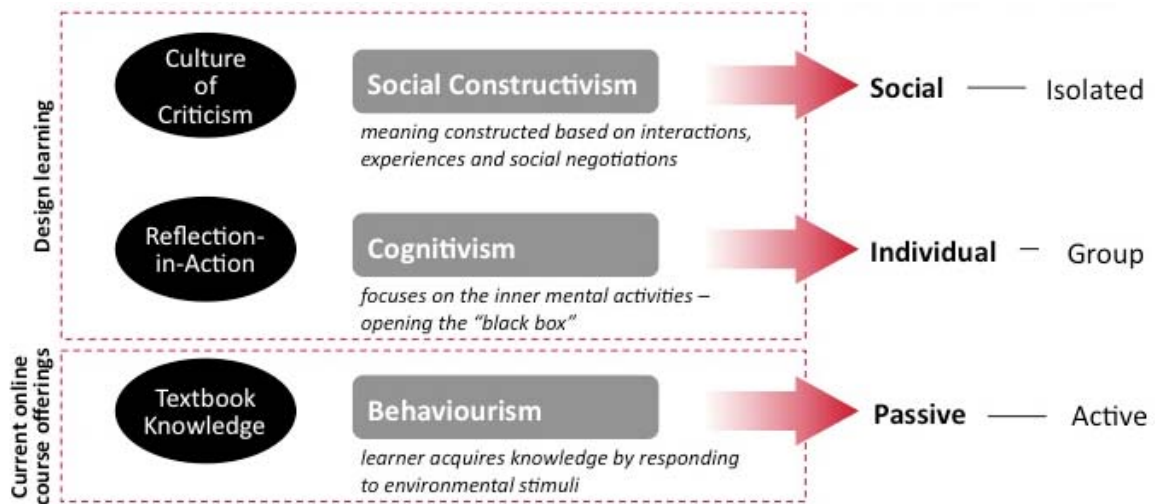 Design learning
Culture
of
Criticism
Social Constructivism
meaning constructed based on interactions,
experiences and social negotiations
Social — Isolated
Reflection-
in-Action
Cognitivism
focuses on the inner mental activities –
opening the “black box”
Individual – Group
Current online
course offerings
Textbook
Knowledge
Behaviourism
learner acquires knowledge by responding
to environmental stimuli
Passive — Active